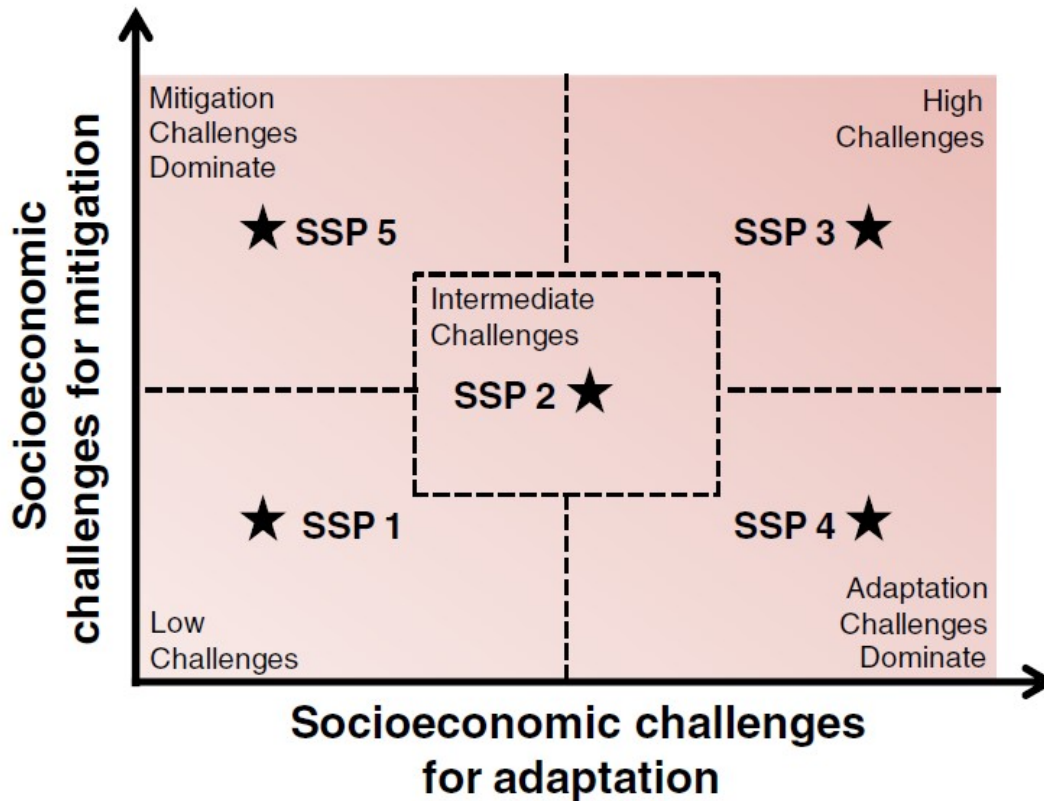 Socioeconomic
challenges for mitigation
Mitigation
Challenges
Dominate
High
Challenges
SSP 5
SSP 3
Intermediate
Challenges
SSP 2
SSP 1
SSP 4
Low
Challenges
Adaptation
Challenges
Dominate
Socioeconomic challenges
for adaptation